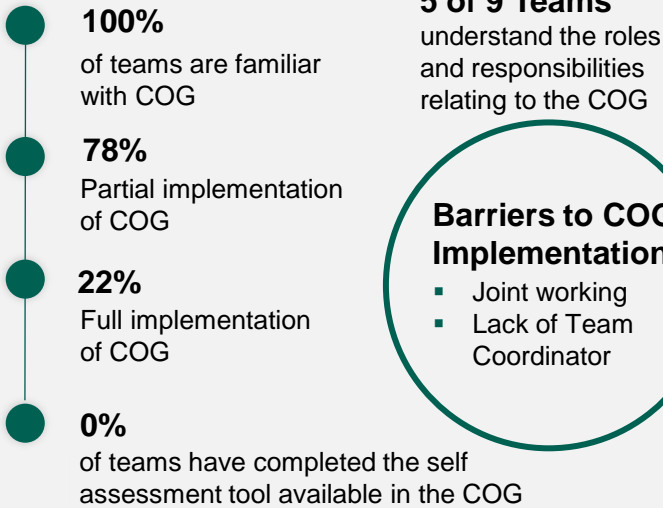 100%
of teams are familiar
with COG
78%
Partial implementation
of COG
22%
Full implementation
of COG
0%
of teams have completed the self
assessment tool available in the COG
5 of 9 Teams
understand the roles
and responsibilities
relating to the COG
Barriers to COG
Implementation
▪ Joint working
▪ Lack of Team
Coordinator